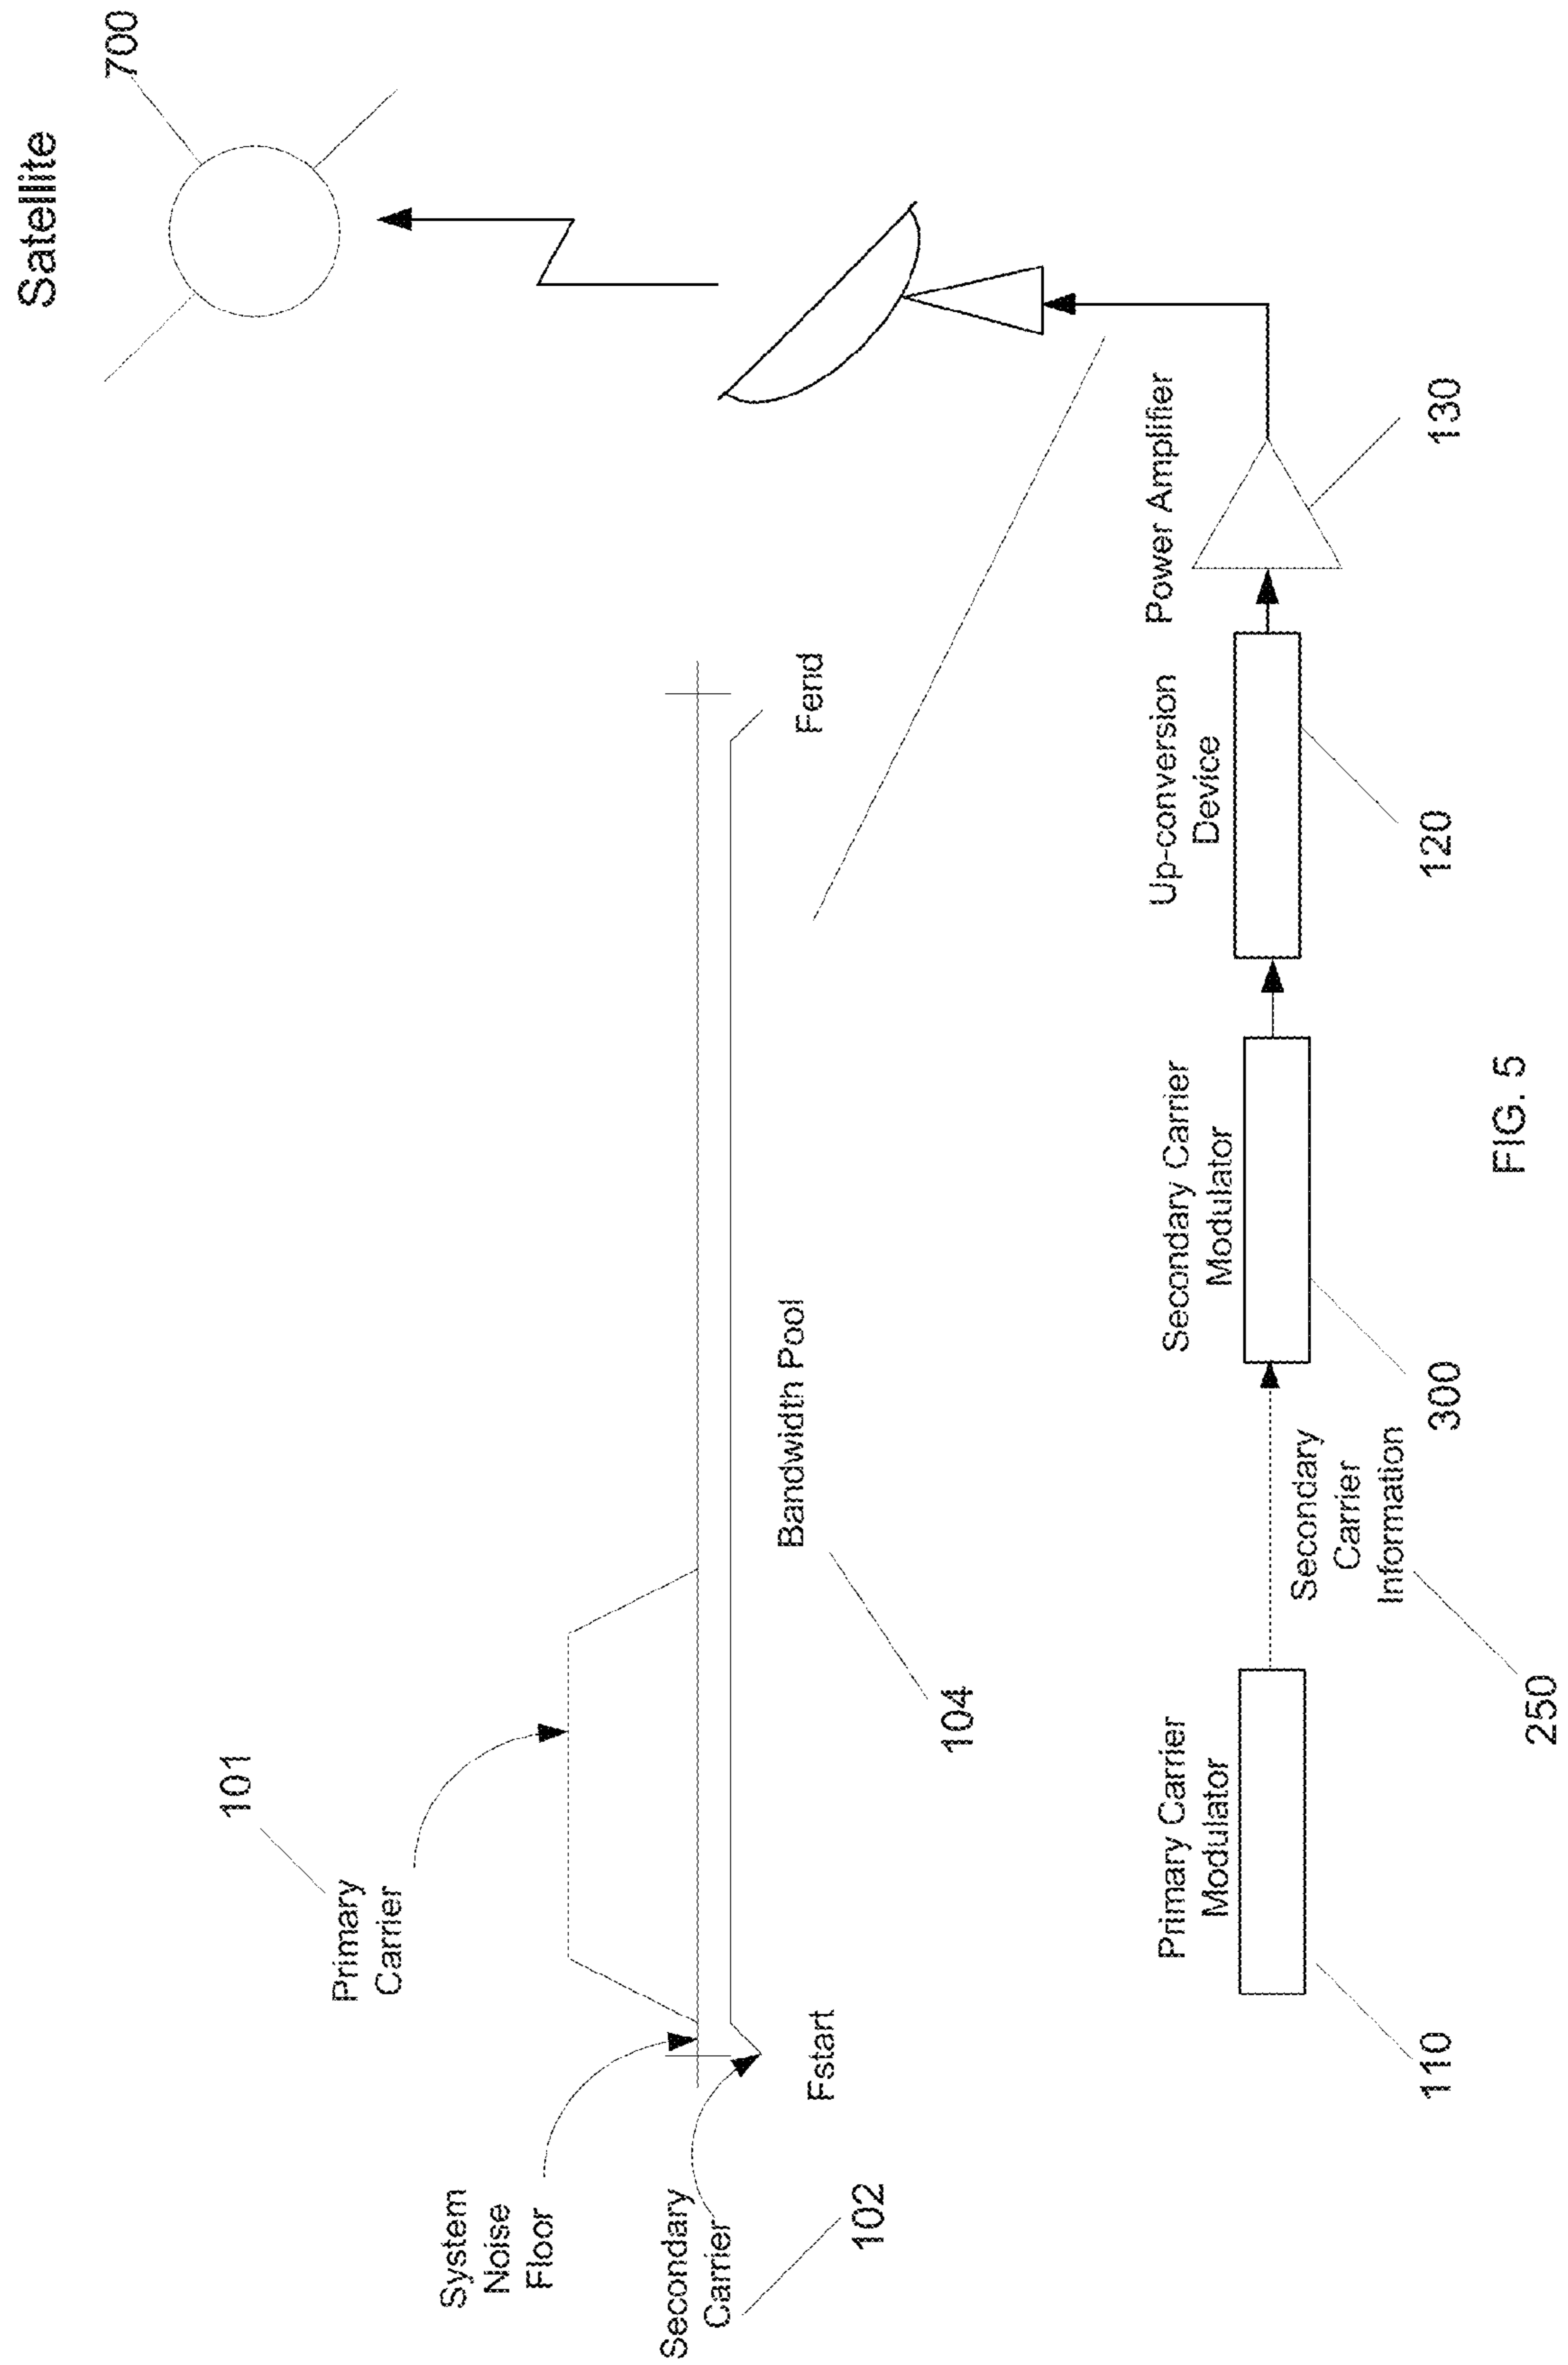 Satellite
700
101
Primary
Carrier
System
Noise
Floor
Secondary
Carrier
102
Fstart
Bandwidth Pool
104
Fend
Primary Carrier
Modulator
110
Secondary
Carrier
Information
250
Secondary Carrier
Modulator
300
Up-conversion
Device
120
Power Amplifier
130
FIG. 5